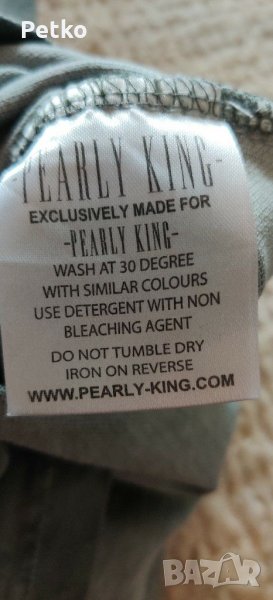 Petko
PEARLY KING-
EXCLUSIVELY MADE FOR
-PEARLY KING-
WASH AT 30 DEGREE
WITH SIMILAR COLOURS
USE DETERGENT WITH NON
BLEACHING AGENT
DO NOT TUMBLE DRY
IRON ON REVERSE
WWW.PEARLY-KING.COM
BAZAR